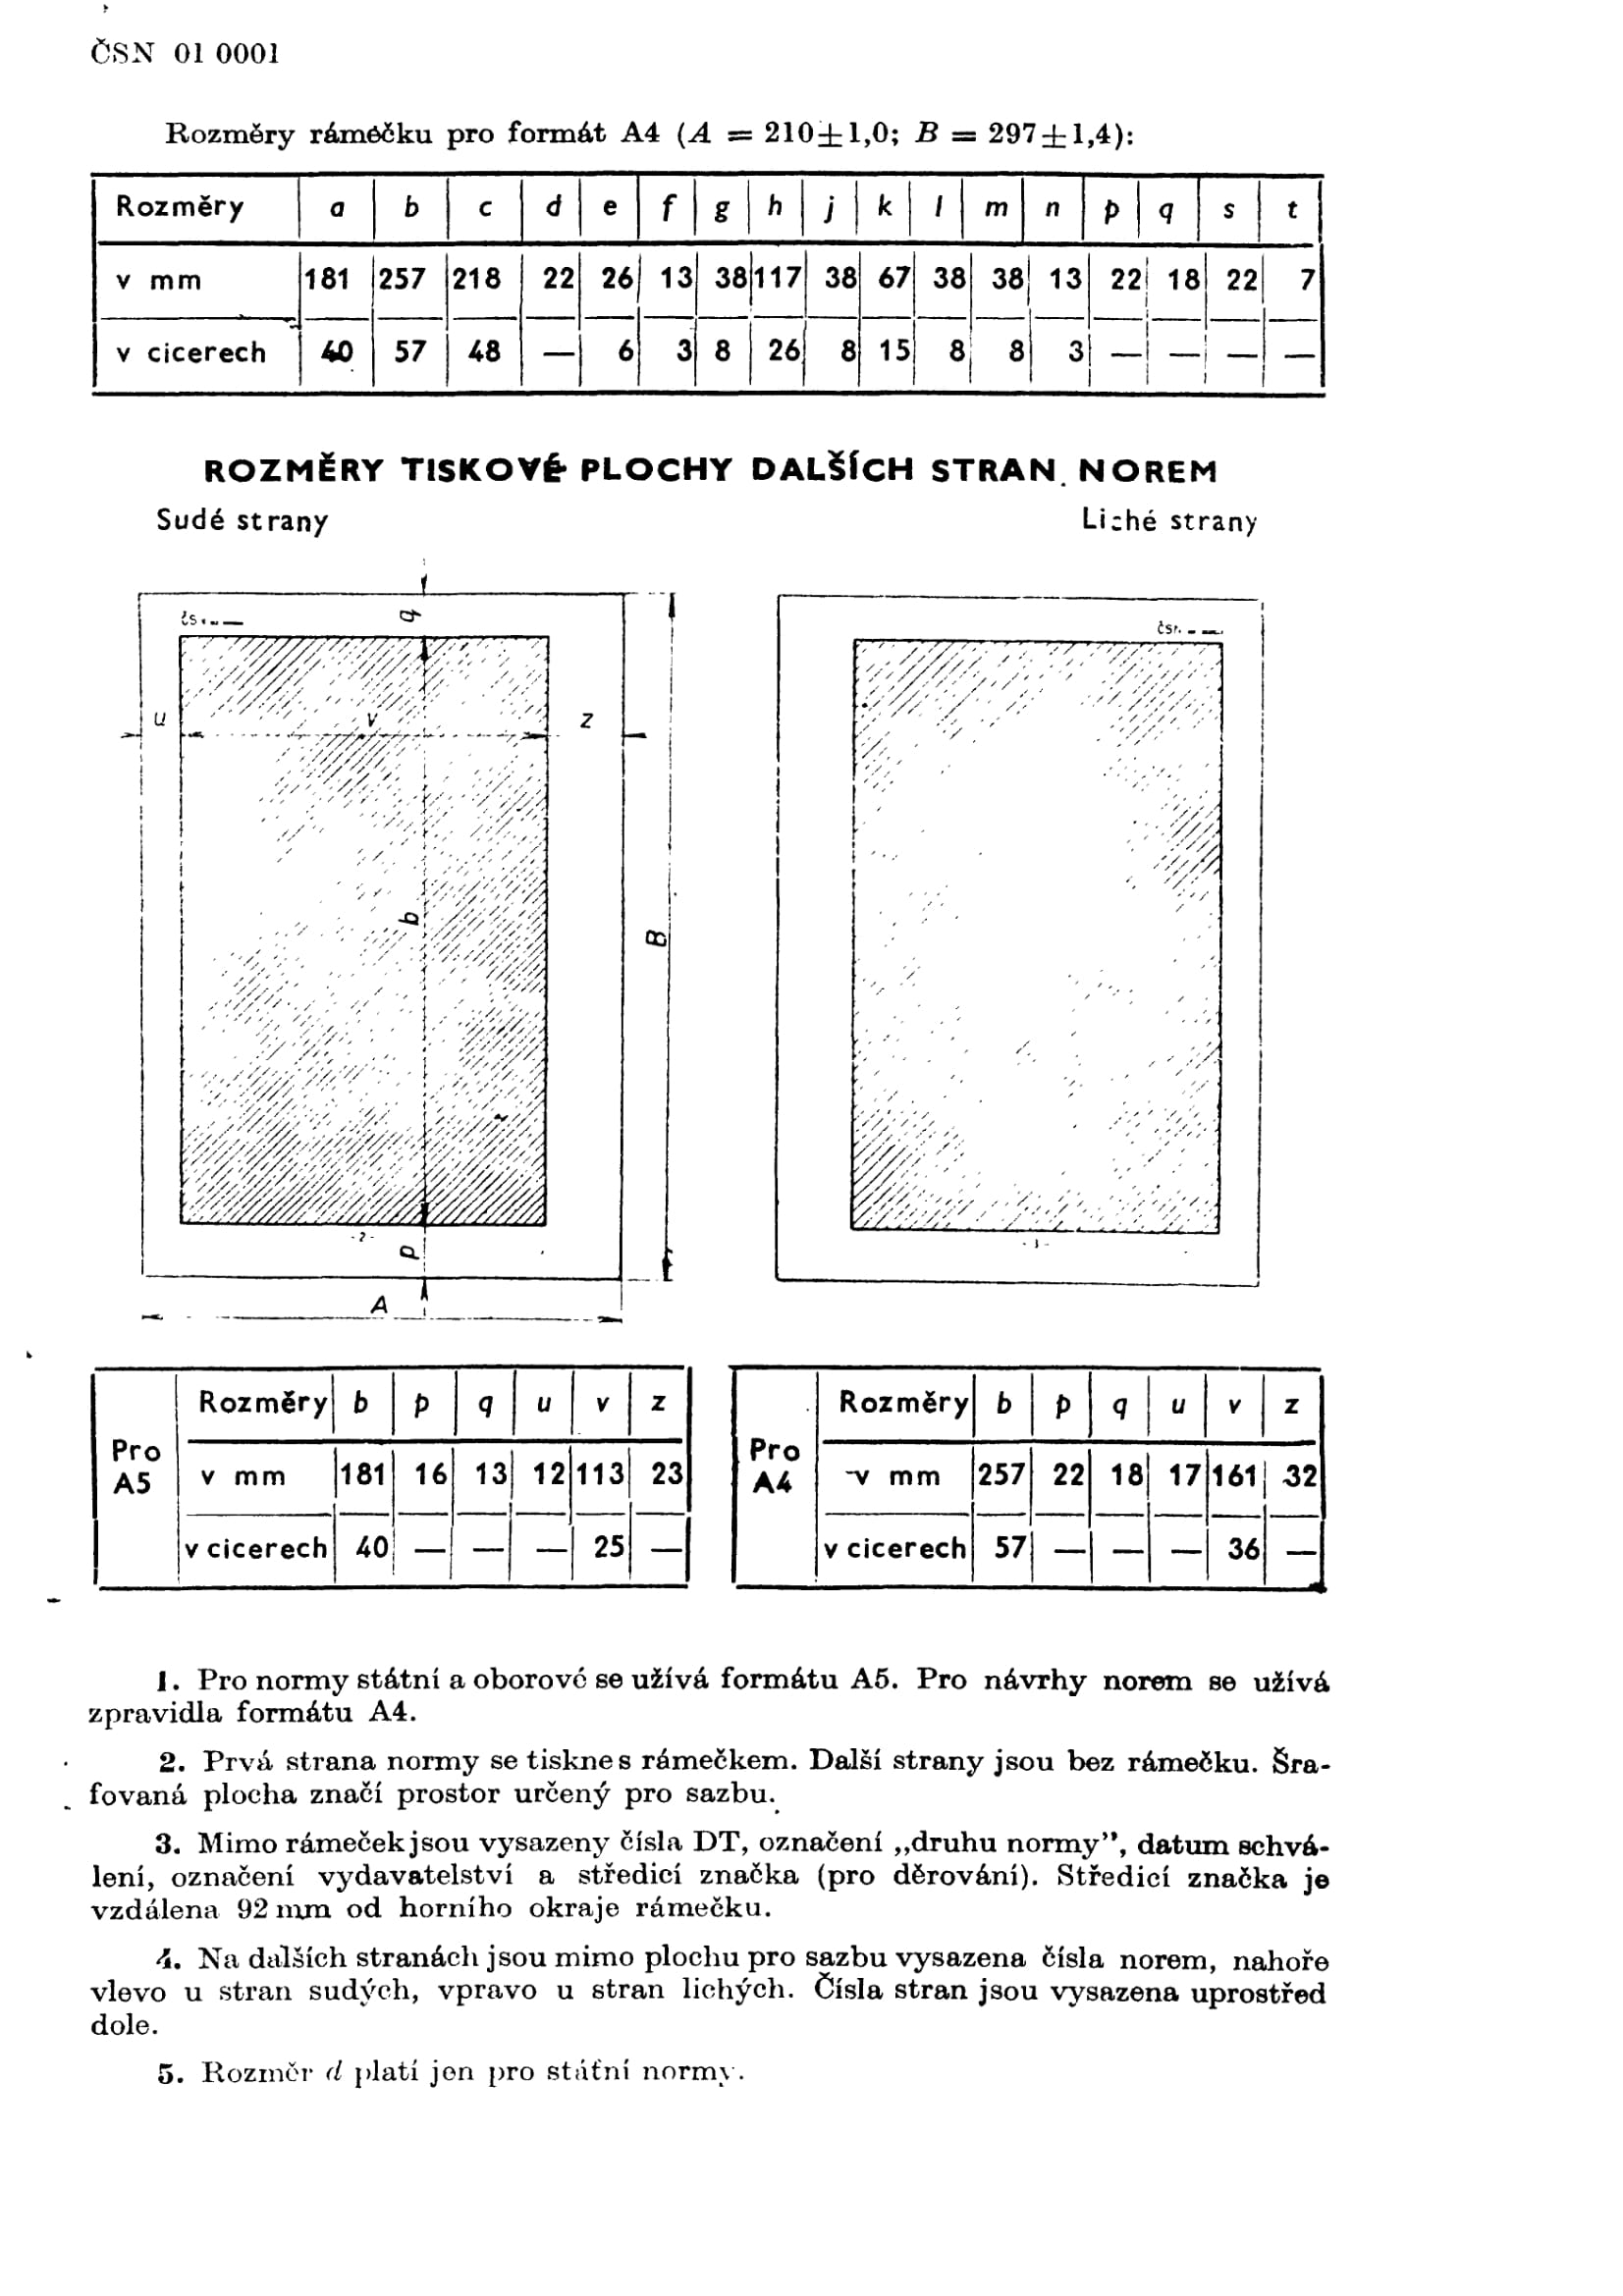 ČSN 01 0001
Rozměry rámečku pro formát A4 (A = 210±1,0; B = 297±1,4):
Rozměry a b c d e f g h j k l m n p q s t
v mm 181 257 218 22 26 13 38 117 38 67 38 38 13 22 18 22 7
v cicerech 40 57 48 — 6 3 8 26 8 15 8 8 3 — — — —
ROZMĚRY TISKOVÉ PLOCHY DALŠÍCH STRAN NOREM
Sudé strany Liché strany
q
u v z
b
B
- 2 -
p
A
Rozměry b p q u v z
Pro A5
v mm 181 16 13 12 113 23
v cicerech 40 — — — 25 —
Rozměry b p q u v z
Pro A4
v mm 257 22 18 17 161 32
v cicerech 57 — — — 36 —
1. Pro normy státní a oborové se užívá formátu A5. Pro návrhy norem se užívá
zpravidla formátu A4.
2. Prvá strana normy se tiskne s rámečkem. Další strany jsou bez rámečku. Šra-
fovaná plocha značí prostor určený pro sazbu.
3. Mimo rámeček jsou vysazeny čísla DT, označení „druhu normy”, datum schvá-
lení, označení vydavatelství a středicí značka (pro děrování). Středicí značka je
vzdálena 92 mm od horního okraje rámečku.
4. Na dalších stranách jsou mimo plochu pro sazbu vysazena čísla norem, nahoře
vlevo u stran sudých, vpravo u stran lichých. Čísla stran jsou vysazena uprostřed
dole.
5. Rozměr d platí jen pro státní normy.